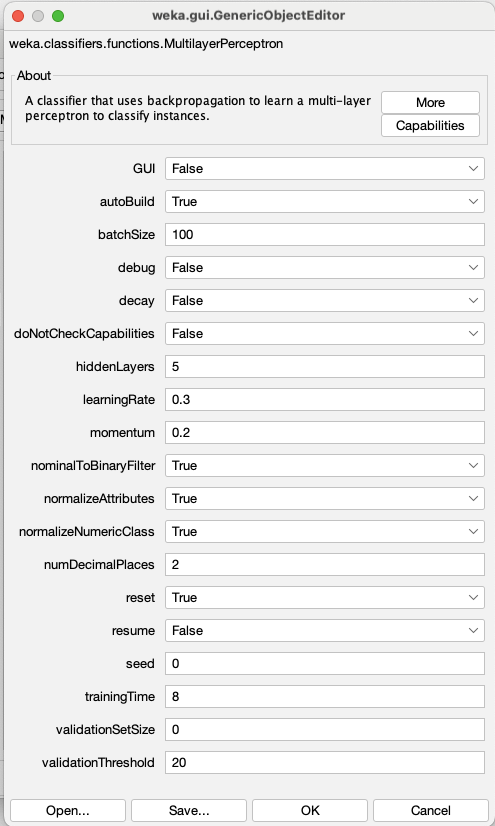 weka.gui.GenericObjectEditor
weka.classifiers.functions.MultilayerPerceptron
About
A classifier that uses backpropagation to learn a multi-layer
perceptron to classify instances.
More
Capabilities
GUI False
autoBuild True
batchSize 100
debug False
decay False
doNotCheckCapabilities False
hiddenLayers 5
learningRate 0.3
momentum 0.2
nominalToBinaryFilter True
normalizeAttributes True
normalizeNumericClass True
numDecimalPlaces 2
reset True
resume False
seed 0
trainingTime 8
validationSetSize 0
validationThreshold 20
Open... Save... OK Cancel